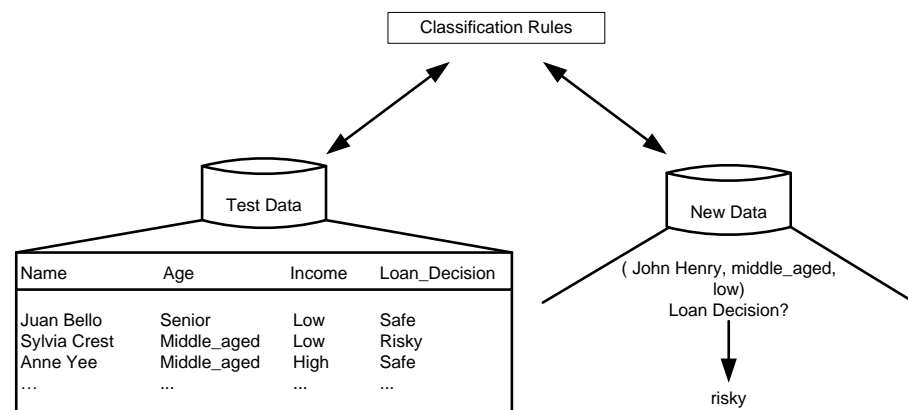 Classification Rules
Test Data
Name Age Income Loan_Decision
Juan Bello Senior Low Safe
Sylvia Crest Middle_aged Low Risky
Anne Yee Middle_aged High Safe
… ... ... ...
New Data
( John Henry, middle_aged,
low)
Loan Decision?
risky